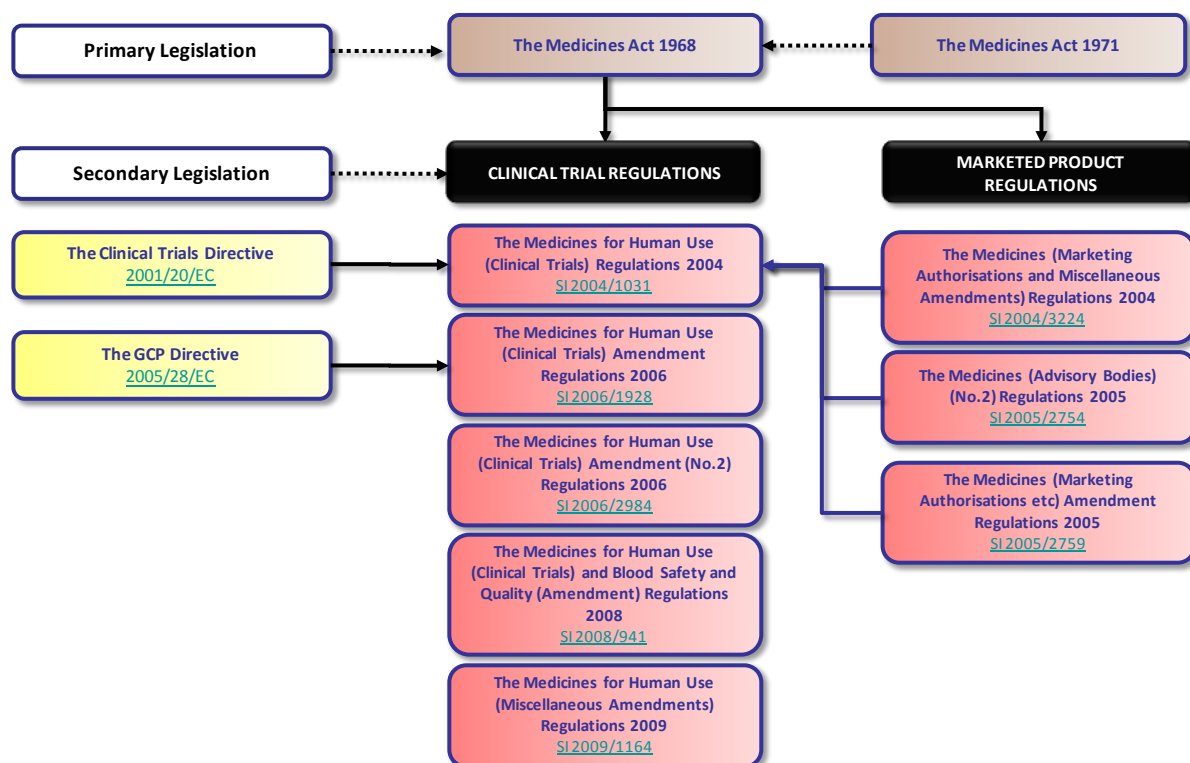 Primary Legislation
The Medicines Act 1968
The Medicines Act 1971
Secondary Legislation
CLINICAL TRIAL REGULATIONS
MARKETED PRODUCT
REGULATIONS
The Clinical Trials Directive
2001/20/EC
The Medicines for Human Use
(Clinical Trials) Regulations 2004
SI 2004/1031
The Medicines (Marketing
Authorisations and Miscellaneous
Amendments) Regulations 2004
SI 2004/3224
The GCP Directive
2005/28/EC
The Medicines for Human Use
(Clinical Trials) Amendment
Regulations 2006
SI 2006/1928
The Medicines (Advisory Bodies)
(No.2) Regulations 2005
SI 2005/2754
The Medicines for Human Use
(Clinical Trials) Amendment (No.2)
Regulations 2006
SI 2006/2984
The Medicines (Marketing
Authorisations etc) Amendment
Regulations 2005
SI 2005/2759
The Medicines for Human Use
(Clinical Trials) and Blood Safety and
Quality (Amendment) Regulations
2008
SI 2008/941
The Medicines for Human Use
(Miscellaneous Amendments)
Regulations 2009
SI 2009/1164